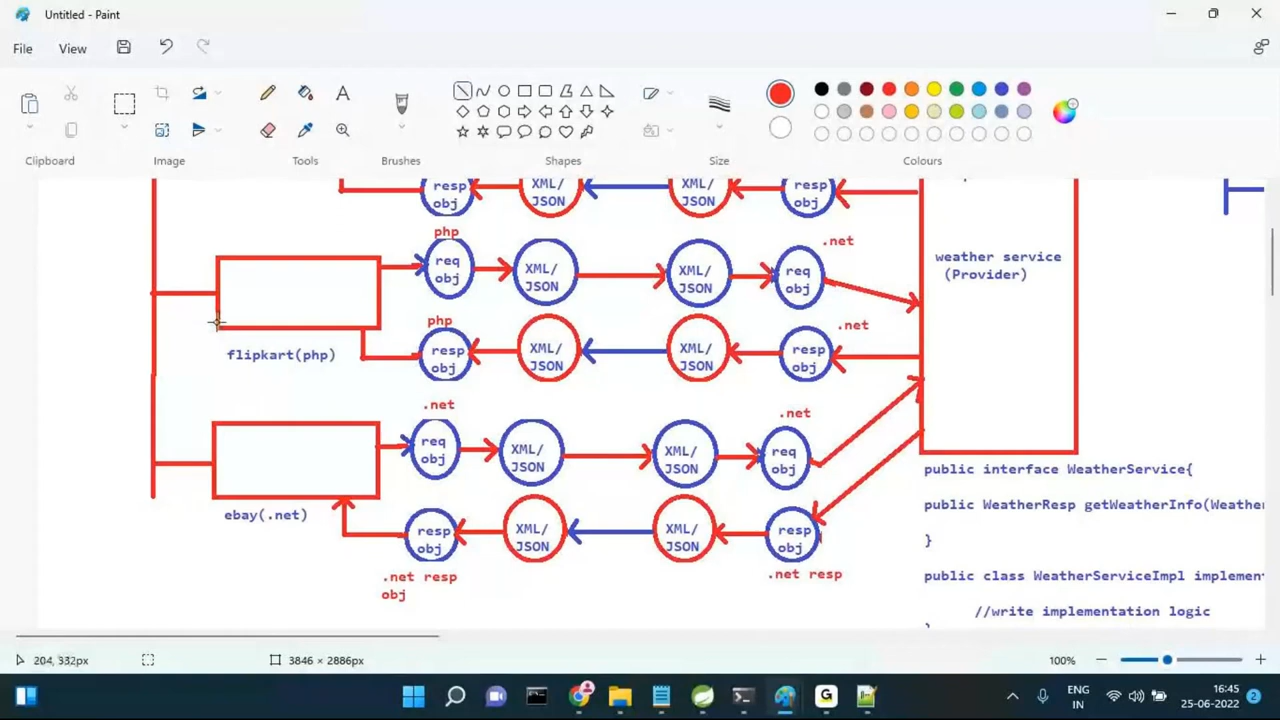 Untitled - Paint
File
View
Clipboard
Image
Tools
Brushes
Shapes
Size
Colours
resp
obj
XML/
JSON
XML/
JSON
resp
obj
php
.net
req
obj
XML/
JSON
XML/
JSON
req
obj
weather service
(Provider)
php
.net
resp
obj
XML/
JSON
XML/
JSON
resp
obj
flipkart(php)
.net
.net
req
obj
XML/
JSON
XML/
JSON
req
obj
public interface WeatherService{
public WeatherResp getWeatherInfo(Weather
ebay(.net)
resp
obj
XML/
JSON
XML/
JSON
resp
obj
}
.net resp
obj
.net resp
public class WeatherServiceImpl implemen
//write implementation logic
204, 332px
3846 × 2886px
100%
ENG
IN
16:45
25-06-2022
2